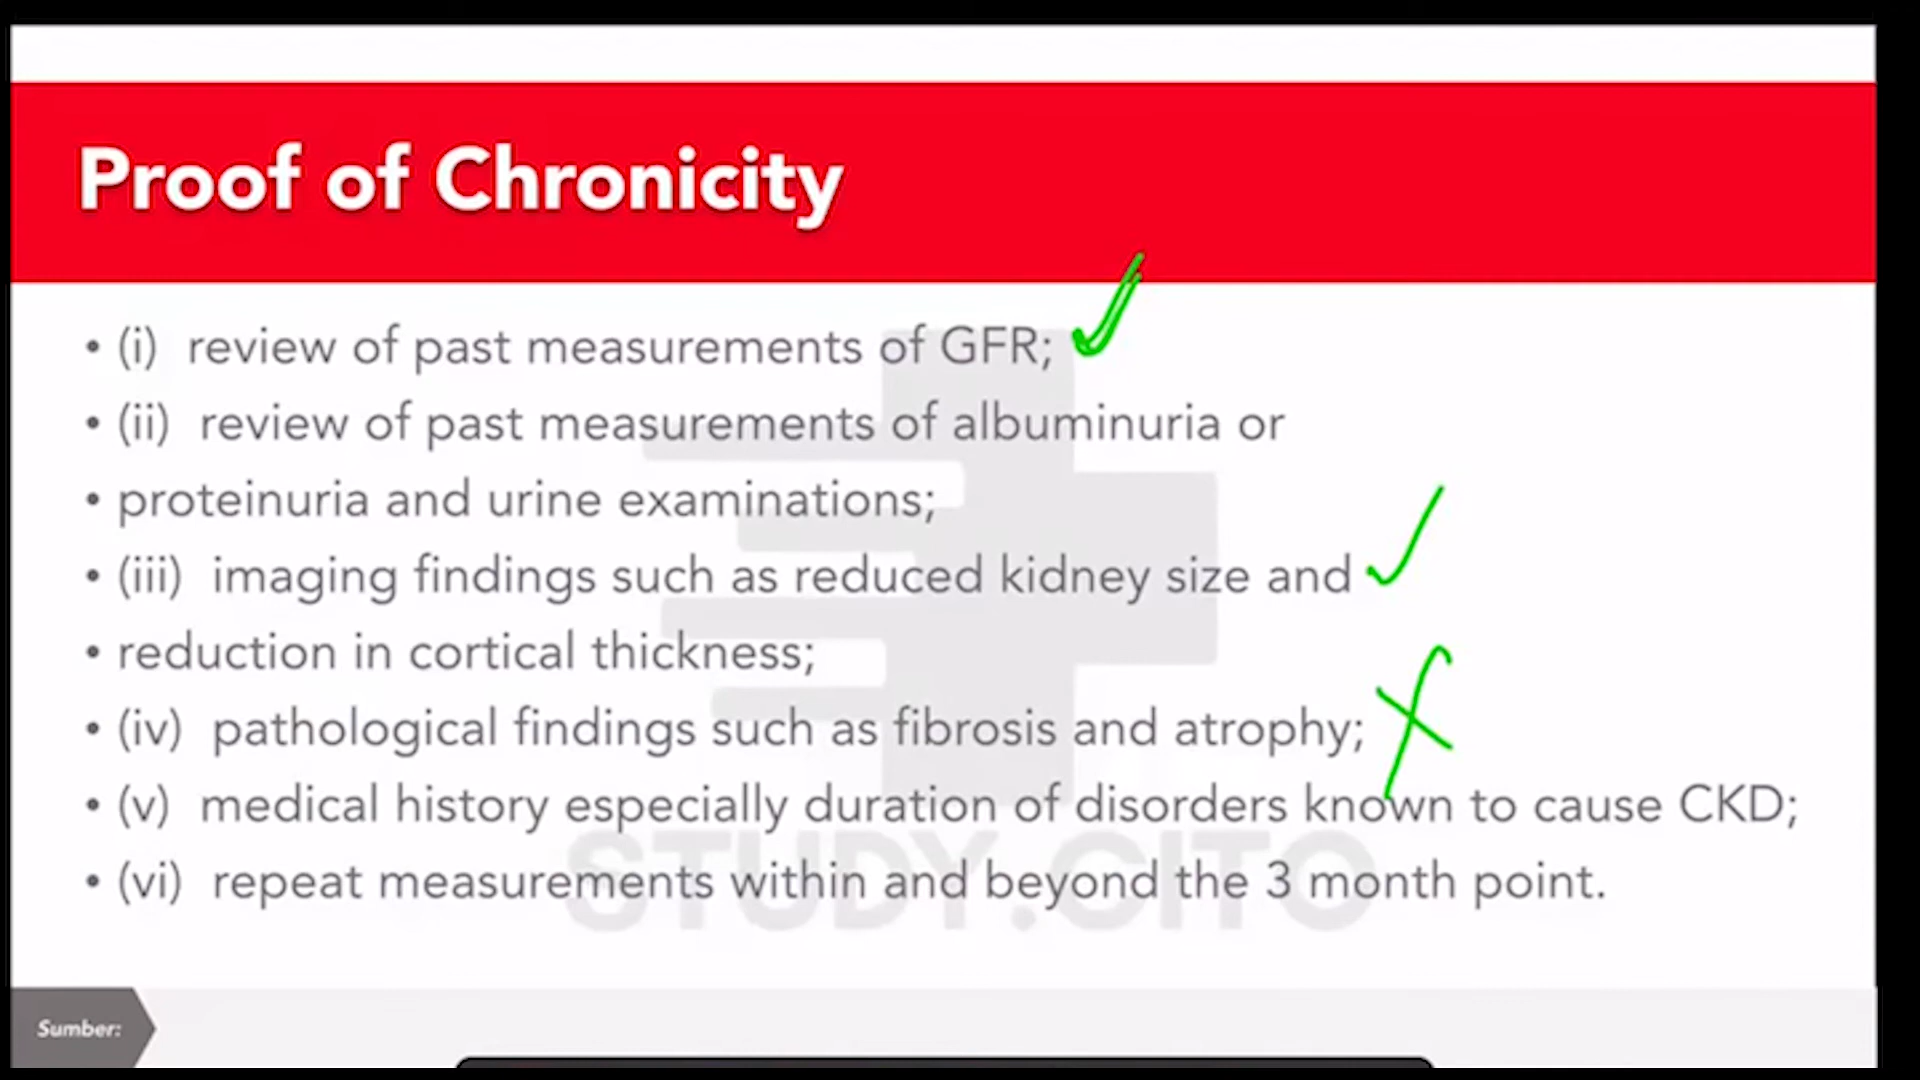 Proof of Chronicity
• (i) review of past measurements of GFR;
• (ii) review of past measurements of albuminuria or
• proteinuria and urine examinations;
• (iii) imaging findings such as reduced kidney size and
• reduction in cortical thickness;
• (iv) pathological findings such as fibrosis and atrophy;
• (v) medical history especially duration of disorders known to cause CKD;
• (vi) repeat measurements within and beyond the 3 month point.
STUDY.CITO
Sumber: